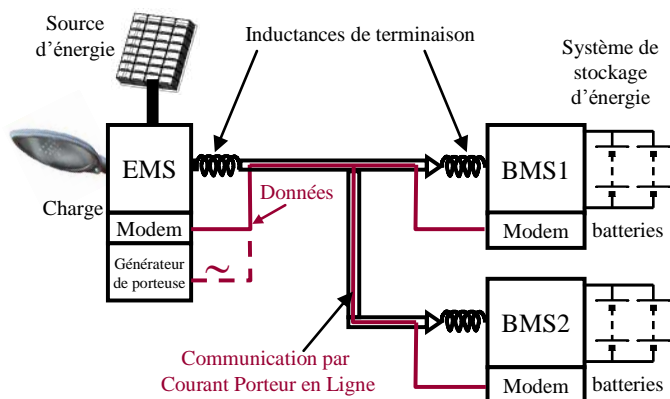 Source
d'énergie
Inductances de terminaison
Système de
stockage
d'énergie
EMS
BMS1
Charge
Données
Modem
Modem
batteries
Générateur
de porteuse
~
BMS2
Communication par
Courant Porteur en Ligne
Modem
batteries